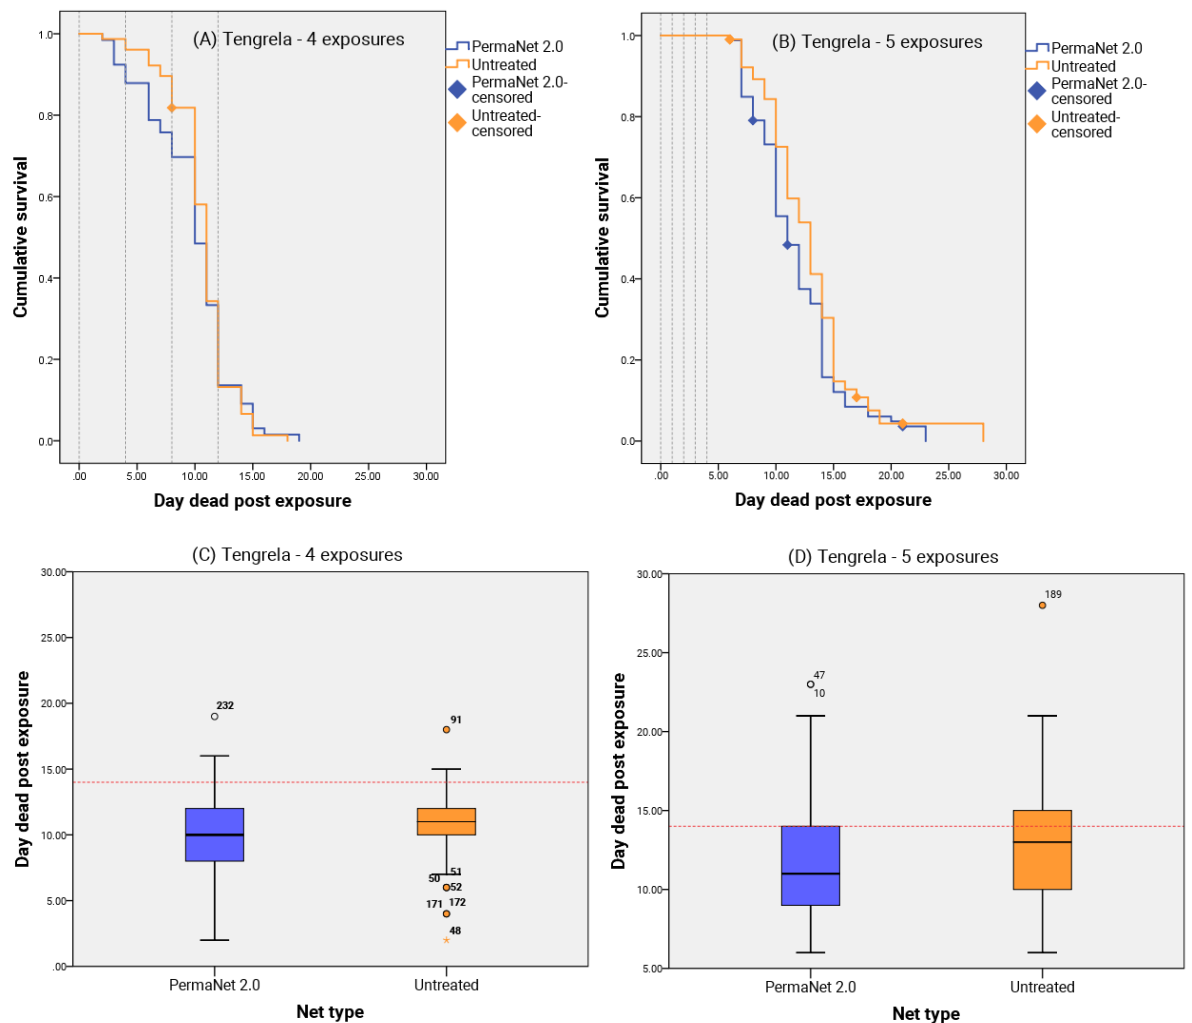 (A) Tengrela - 4 exposures
1.0
0.8
0.6
0.4
0.2
0.0
Cumulative survival
.00 5.00 10.00 15.00 20.00 25.00 30.00
Day dead post exposure
PermaNet 2.0
Untreated
PermaNet 2.0-
censored
Untreated-
censored
(B) Tengrela - 5 exposures
1.0
0.8
0.6
0.4
0.2
0.0
Cumulative survival
.00 5.00 10.00 15.00 20.00 25.00 30.00
Day dead post exposure
PermaNet 2.0
Untreated
PermaNet 2.0-
censored
Untreated-
censored
(C) Tengrela - 4 exposures
30.00
25.00
20.00
15.00
10.00
5.00
.00
Day dead post exposure
232
91
51
50
52
171 172
48
PermaNet 2.0 Untreated
Net type
(D) Tengrela - 5 exposures
30.00
25.00
20.00
15.00
10.00
5.00
Day dead post exposure
189
47
10
PermaNet 2.0 Untreated
Net type